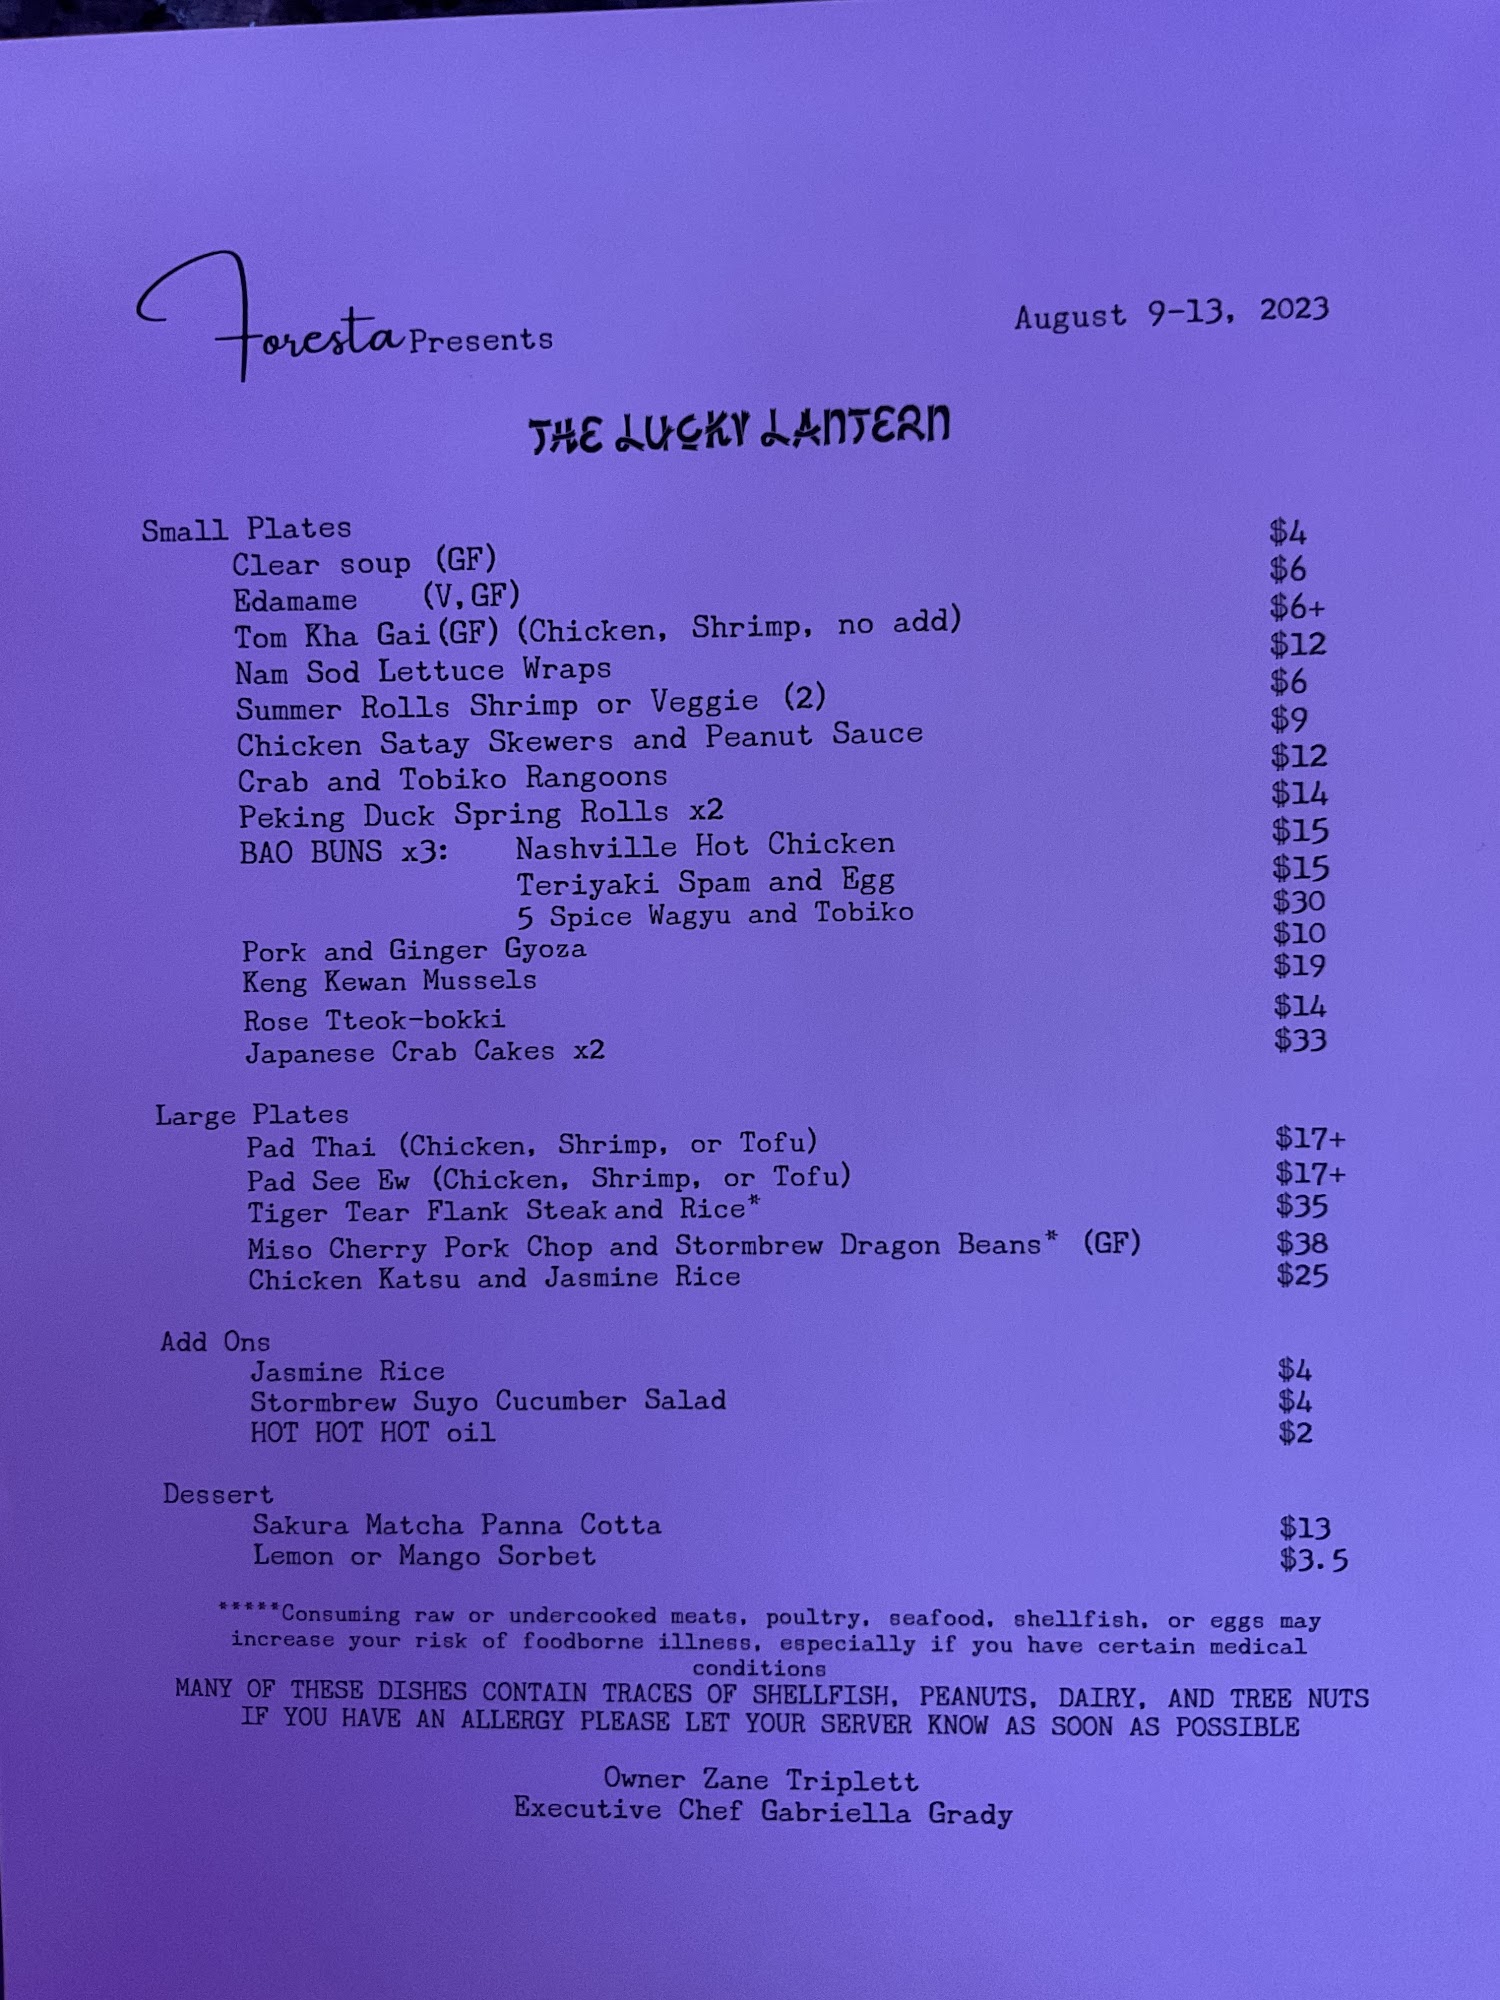 Foresta Presents August 9-13, 2023
THE LUCKY LANTERN
Small Plates
Clear soup (GF) $4
Edamame (V,GF) $6
Tom Kha Gai (GF) (Chicken, Shrimp, no add) $6+
Nam Sod Lettuce Wraps $12
Summer Rolls Shrimp or Veggie (2) $6
Chicken Satay Skewers and Peanut Sauce $9
Crab and Tobiko Rangoons $12
Peking Duck Spring Rolls x2 $14
BAO BUNS x3: Nashville Hot Chicken $15
Teriyaki Spam and Egg $15
5 Spice Wagyu and Tobiko $30
Pork and Ginger Gyoza $10
Keng Kewan Mussels $19
Rose Tteok-bokki $14
Japanese Crab Cakes x2 $33
Large Plates
Pad Thai (Chicken, Shrimp, or Tofu) $17+
Pad See Ew (Chicken, Shrimp, or Tofu) $17+
Tiger Tear Flank Steak and Rice* $35
Miso Cherry Pork Chop and Stormbrew Dragon Beans* (GF) $38
Chicken Katsu and Jasmine Rice $25
Add Ons
Jasmine Rice $4
Stormbrew Suyo Cucumber Salad $4
HOT HOT HOT oil $2
Dessert
Sakura Matcha Panna Cotta $13
Lemon or Mango Sorbet $3.5
*****Consuming raw or undercooked meats, poultry, seafood, shellfish, or eggs may
increase your risk of foodborne illness, especially if you have certain medical
conditions
MANY OF THESE DISHES CONTAIN TRACES OF SHELLFISH, PEANUTS, DAIRY, AND TREE NUTS
IF YOU HAVE AN ALLERGY PLEASE LET YOUR SERVER KNOW AS SOON AS POSSIBLE
Owner Zane Triplett
Executive Chef Gabriella Grady